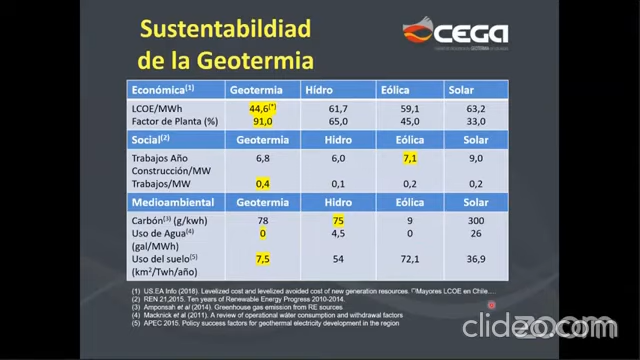 Sustentabildiad
de la Geotermia
CEGA
Económica(1) Geotermia Hídro Eólica Solar
LCOE/MWh 44,6(*) 61,7 59,1 63,2
Factor de Planta (%) 91,0 65,0 45,0 33,0
Social(2) Geotermia Hidro Eólica Solar
Trabajos Año Construcción/MW 6,8 6,0 7,1 9,0
Trabajos/MW 0,4 0,1 0,2 0,2
Medioambiental Geotermia Hidro Eólica Solar
Carbón(3) (g/kwh) 78 75 9 300
Uso de Agua(4) (gal/MWh) 0 4,5 0 26
Uso del suelo(5) (km2/Twh/año) 7,5 54 72,1 36,9
(1) US.EA Info (2018). Levelized cost and levelized avoided cost of new generation resources. (*)Mayores LCOE en Chile....
(2) REN 21,2015. Ten years of Renewable Energy Progress 2010-2014.
(3) Amponsah et al (2014). Greenhouse gas emission from RE sources
(4) Macknick et al (2011). A review of operational water consumption and withdrawal factors
(5) APEC 2015. Policy success factors for geothermal electricity development in the region
clideo.com
zoom